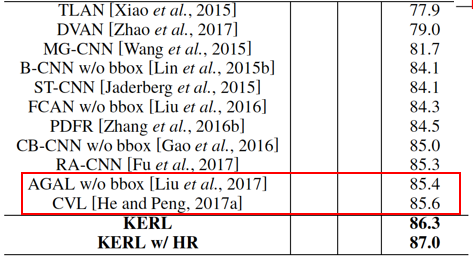 TLAN [Xiao et al., 2015] 77.9
DVAN [Zhao et al., 2017] 79.0
MG-CNN [Wang et al., 2015] 81.7
B-CNN w/o bbox [Lin et al., 2015b] 84.1
ST-CNN [Jaderberg et al., 2015] 84.1
FCAN w/o bbox [Liu et al., 2016] 84.3
PDFR [Zhang et al., 2016b] 84.5
CB-CNN w/o bbox [Gao et al., 2016] 85.0
RA-CNN [Fu et al., 2017] 85.3
AGAL w/o bbox [Liu et al., 2017] 85.4
CVL [He and Peng, 2017a] 85.6
KERL 86.3
KERL w/ HR 87.0